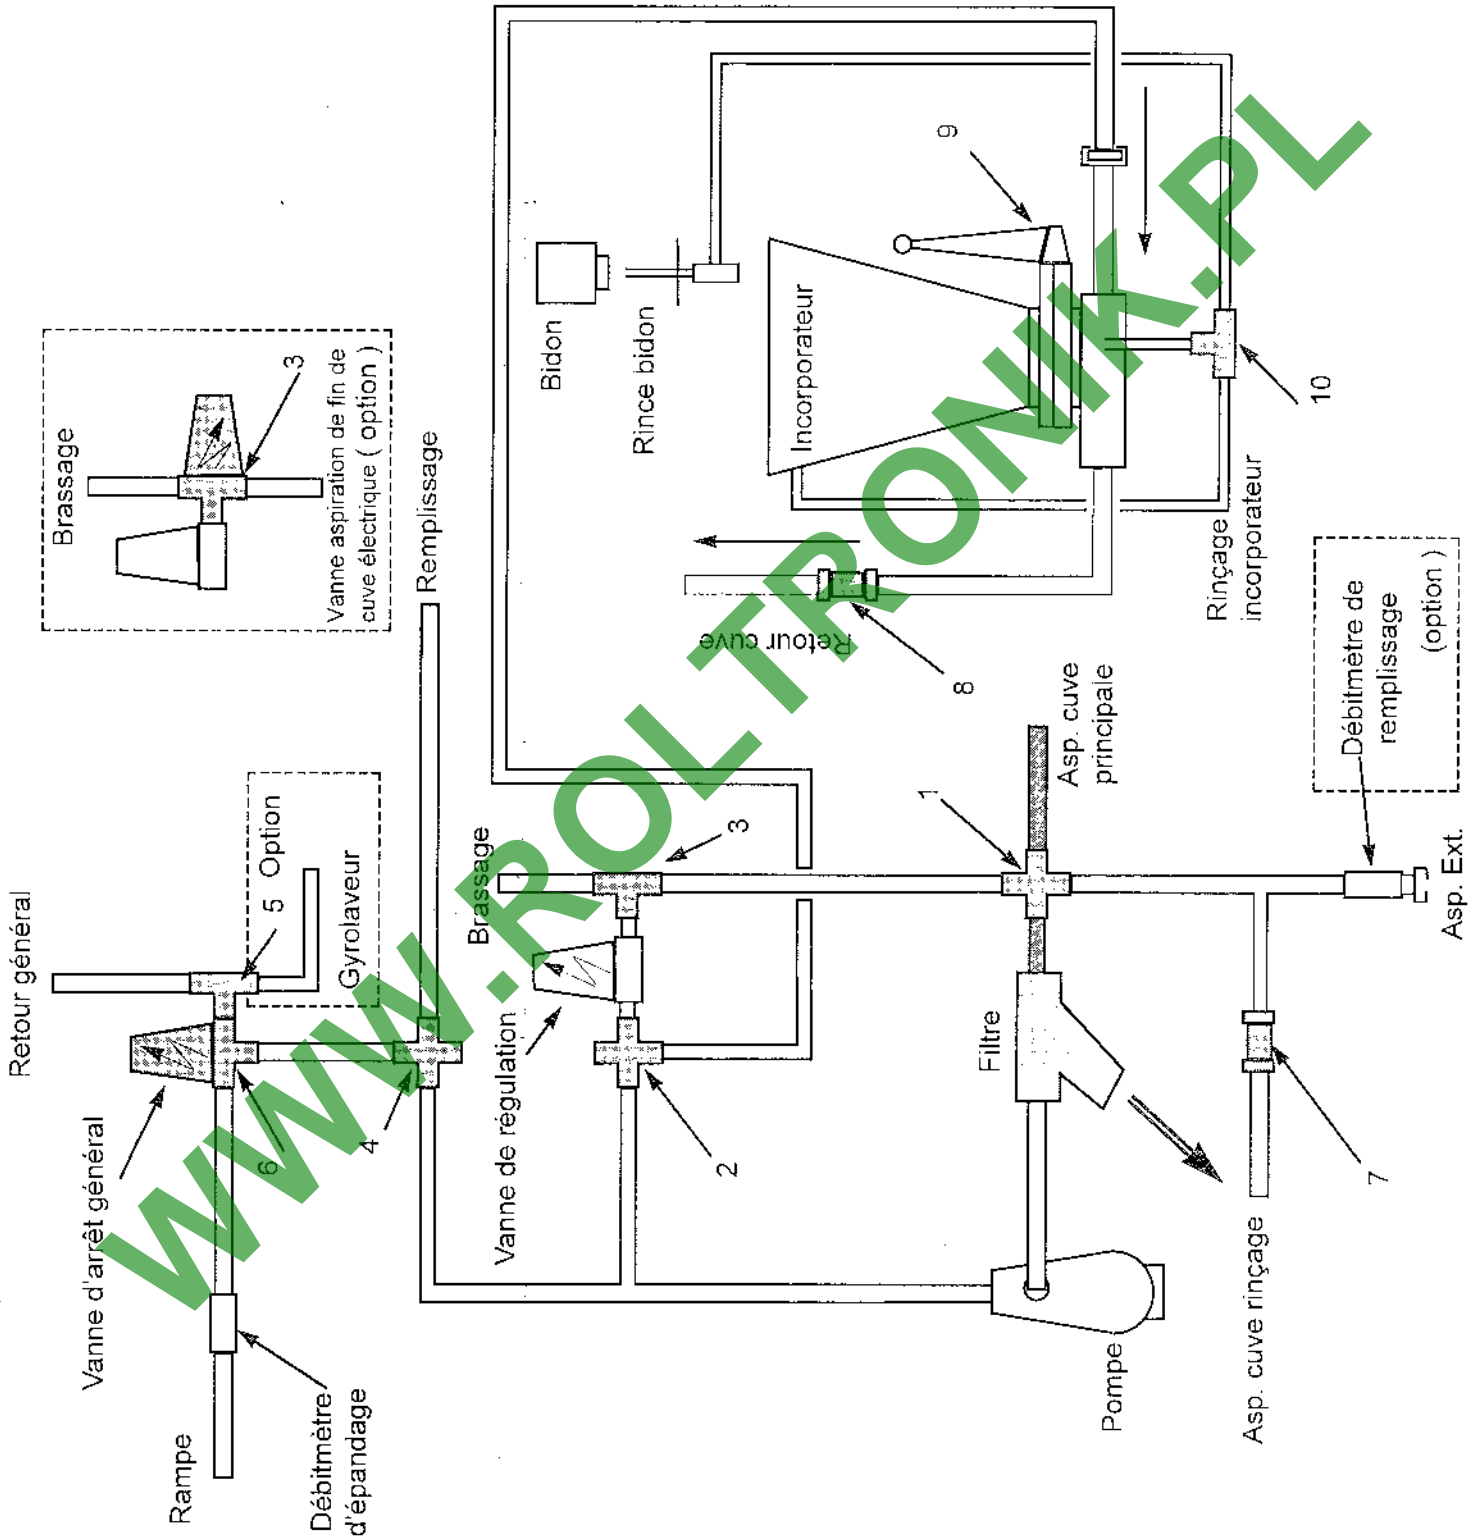 Retour général
Vanne d'arrêt général
Rampe
Débitmètre
d'épandage
6
5 Option
Gyrolaveur
4
Brassage
3
Vanne aspiration de fin de
cuve électrique ( option )
Remplissage
Brassage
Vanne de régulation
3
2
Bidon
Rince bidon
Incorporateur
9
10
Rinçage
incorporateur
Retour cuve
8
1
Asp. cuve
principale
Filtre
Pompe
Asp. cuve rinçage
7
Débitmètre de
remplissage
(option )
Asp. Ext.
WWW.ROLTRONIK.PL